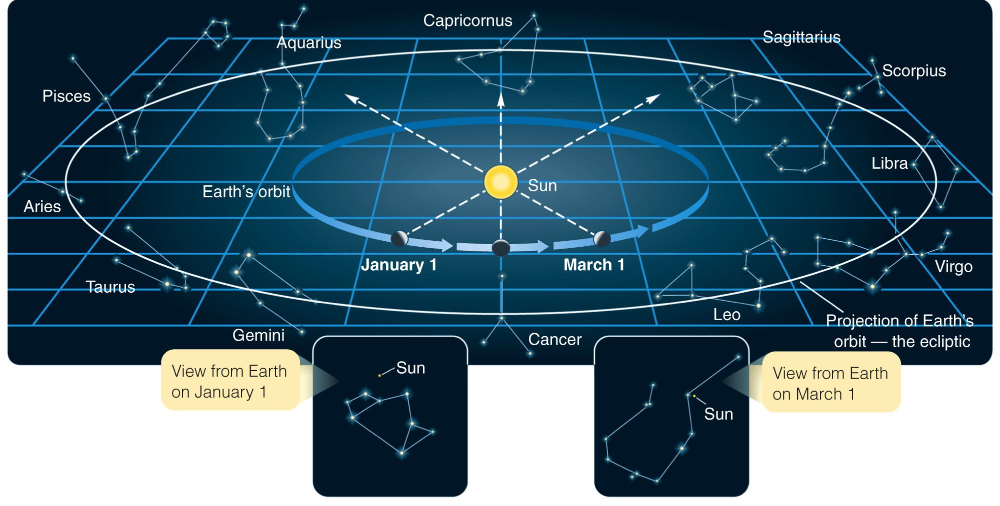 Capricornus
Sagittarius
Aquarius
Scorpius
Pisces
Libra
Sun
Earth’s orbit
Aries
January 1
March 1
Virgo
Taurus
Leo
Projection of Earth’s
orbit — the ecliptic
Gemini
Cancer
View from Earth
on January 1
Sun
View from Earth
on March 1
Sun